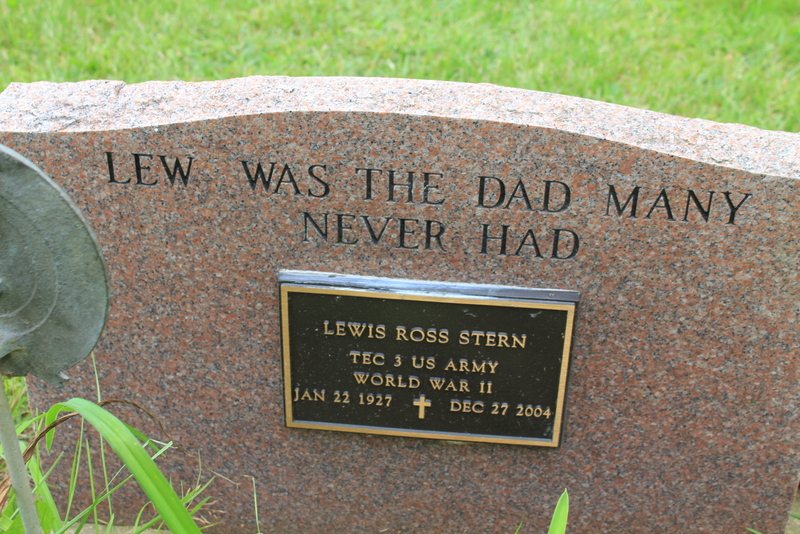 LEW WAS THE DAD MANY
NEVER HAD
LEWIS ROSS STERN
TEC 3 US ARMY
WORLD WAR II
JAN 22 1927 DEC 27 2004